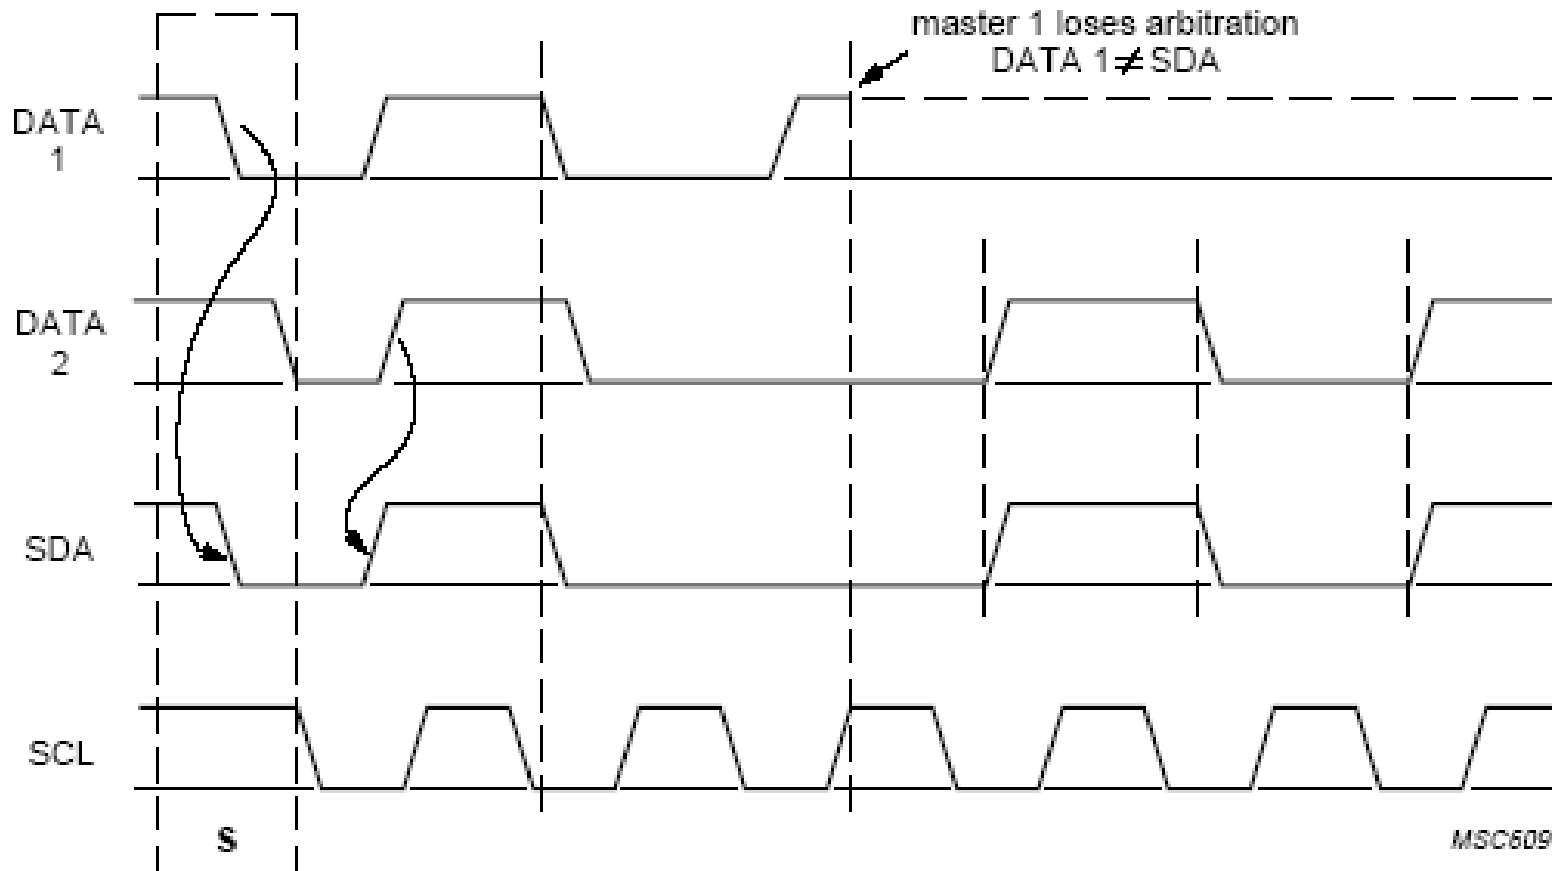 master 1 loses arbitration
DATA 1≠SDA
DATA
1
DATA
2
SDA
SCL
S
MSC609